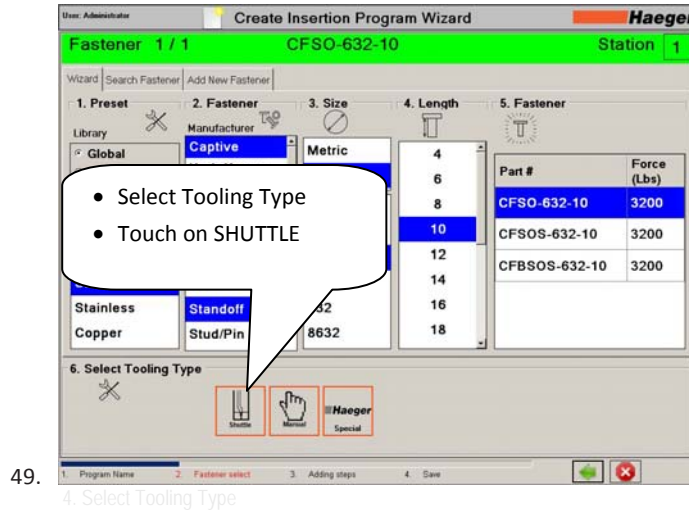 User: Administrator
Create Insertion Program Wizard
Haeger
Fastener 1 / 1
CFSO-632-10
Station 1
Wizard
Search Fastener
Add New Fastener
1. Preset
2. Fastener
3. Size
4. Length
5. Fastener
Library
Manufacturer
Global
Captive
Metric
4
6
8
10
12
14
16
18
Part #
Force (Lbs)
CFSO-632-10 3200
CFSOS-632-10 3200
CFBSOS-632-10 3200
• Select Tooling Type
• Touch on SHUTTLE
Stainless
Standoff
Copper
Stud/Pin
8632
6. Select Tooling Type
Shuttle
Manual
Haeger
Special
49.
1. Program Name
2. Fastener select
3. Adding steps
4. Save
4. Select Tooling Type